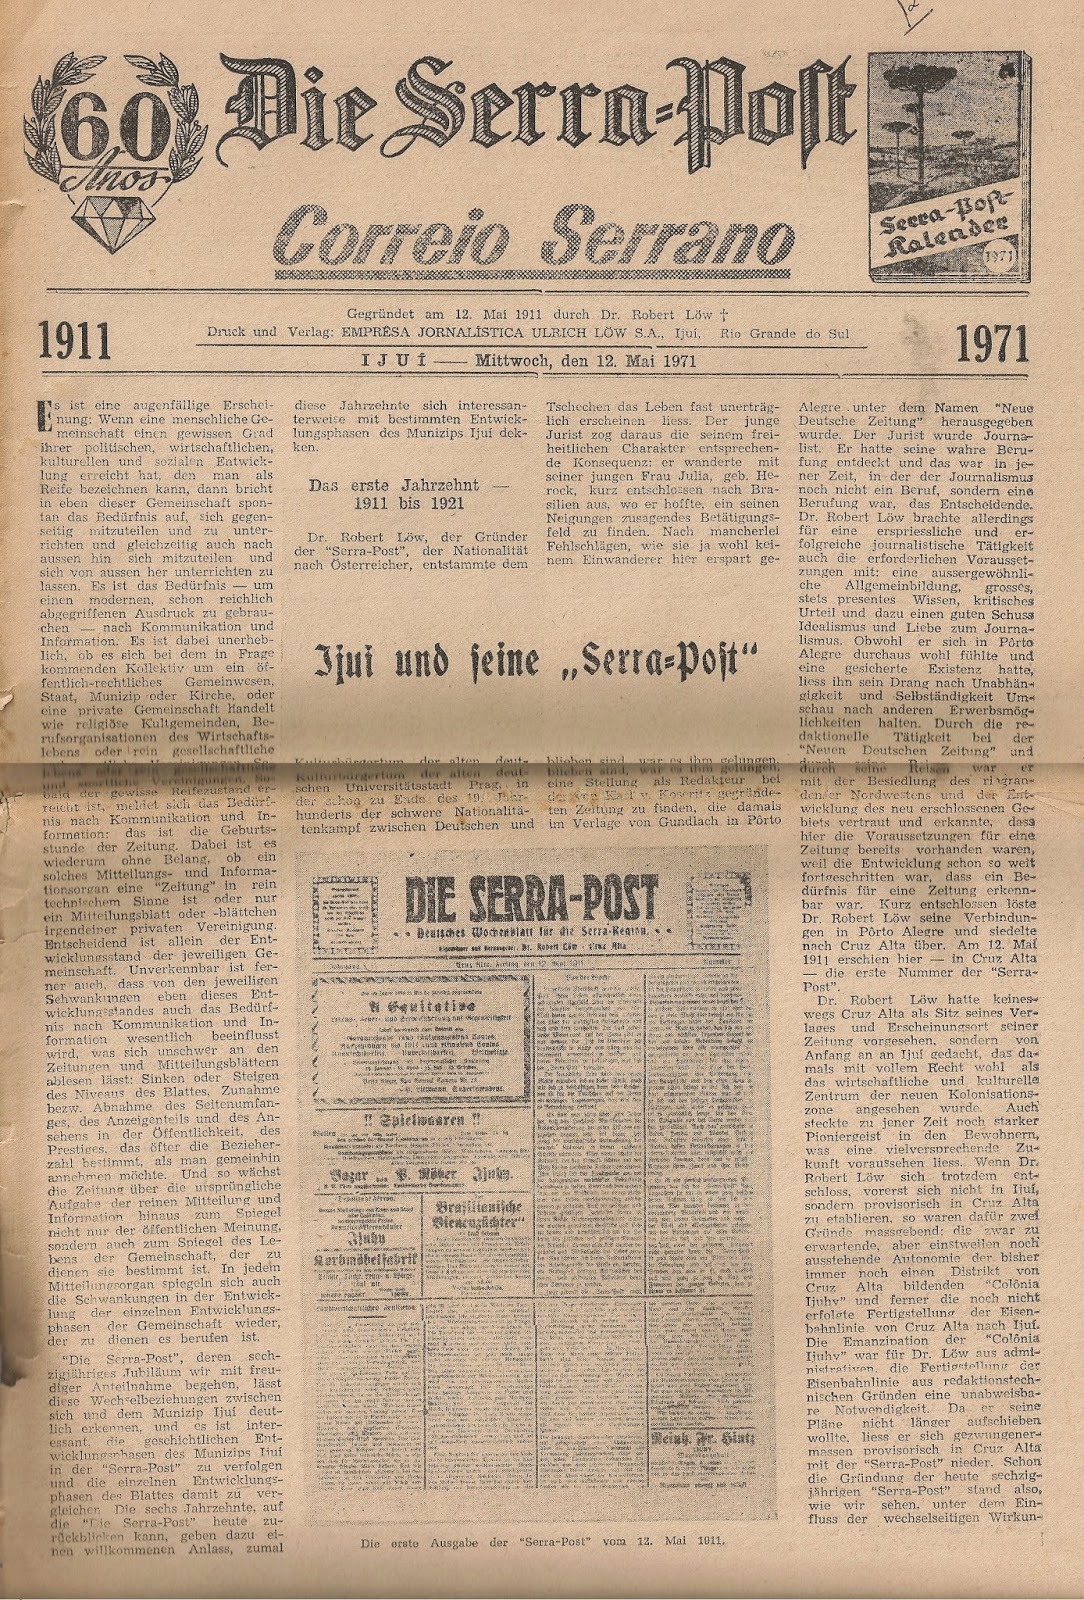 60
Anos
Die Serra=Post
Correio Serrano
Serra-Post-
Kalender
1971
Gegründet am 12. Mai 1911 durch Dr. Robert Löw †
Druck und Verlag: EMPRÊSA JORNALÍSTICA ULRICH LÖW S.A., Ijuí, Rio Grande do Sul
IJUÍ — Mittwoch, den 12. Mai 1971
1911
1971
Es ist eine augenfällige Erschei-
nung: Wenn eine menschliche Ge-
meinschaft einen gewissen Grad
ihrer politischen, wirtschaftlichen,
kulturellen und sozialen Entwick-
lung erreicht hat, den man als
Reife bezeichnen kann, dann bricht
in eben dieser Gemeinschaft spon-
tan das Bedürfnis auf, sich gegen-
seitig mitzuteilen und zu unter-
richten und gleichzeitig auch nach
aussen hin sich mitzuteilen und
sich von aussen her unterrichten zu
lassen. Es ist das Bedürfnis — um
einen modernen, schon reichlich
abgegriffenen Ausdruck zu gebrau-
chen — nach Kommunikation und
Information. Es ist dabei unerheb-
lich, ob es sich bei dem in Frage
kommenden Kollektiv um ein öf-
fentlich-rechtliches Gemeinwesen,
Staat, Munizip oder Kirche, oder
eine private Gemeinschaft handelt
wie religiöse Kultgemeinden, Be-
rufsorganisationen des Wirtschafts-
lebens oder rein gesellschaftliche
bald der gewisse Reifezustand er-
reicht ist, meldet sich das Bedürf-
nis nach Kommunikation und In-
formation: das ist die Geburts-
stunde der Zeitung. Dabei ist es
wiederum ohne Belang, ob ein
solches Mitteilungs- und Informa-
tionsorgan eine "Zeitung" in rein
technischem Sinne ist oder nur
ein Mitteilungsblatt oder -blättchen
irgendeiner privaten Vereinigung.
Entscheidend ist allein der Ent-
wicklungsstand der jeweiligen Ge-
meinschaft. Unverkennbar ist fer-
ner auch, dass von den jeweiligen
Schwankungen eben dieses Ent-
wicklungsstandes auch das Bedürf-
nis nach Kommunikation und In-
formation wesentlich beeinflusst
wird, was sich unschwer an den
Zeitungen und Mitteilungsblättern
ablesen lässt: Sinken oder Steigen
des Niveaus des Blattes, Zunahme
bezw. Abnahme des Seitenumfan-
ges, des Anzeigenteils und des An-
sehens in der Öffentlichkeit, des
Prestiges, das öfter die Bezieher-
zahl bestimmt, als man gemeinhin
annehmen möchte. Und so wächst
die Zeitung über die ursprüngliche
Aufgabe der reinen Mitteilung und
Information hinaus zum Spiegel
nicht nur der öffentlichen Meinung,
sondern auch zum Spiegel des Le-
bens der Gemeinschaft, der zu
dienen sie bestimmt ist. In jedem
Mitteilungsorgan spiegeln sich auch
die Schwankungen in der Entwick-
lung der einzelnen Entwicklungs-
phasen der Gemeinschaft wieder,
der zu dienen es berufen ist.
"Die Serra-Post", deren sech-
zigjähriges Jubiläum wir mit freu-
diger Anteilnahme begehen, lässt
diese Wechselbeziehungen zwischen
sich und dem Munizip Ijuí deut-
lich erkennen, und es ist inter-
essant, die geschichtlichen Ent-
wicklungsphasen des Munizips Ijuí
in der "Serra-Post" zu verfolgen
und die einzelnen Entwicklungs-
phasen des Blattes damit zu ver-
gleichen. Die sechs Jahrzehnte, auf
die "Die Serra-Post" heute zu-
rückblicken kann, geben dazu ei-
nen willkommenen Anlass, zumal
diese Jahrzehnte sich interessan-
terweise mit bestimmten Entwick-
lungsphasen des Munizips Ijuí dek-
ken.
Das erste Jahrzehnt —
1911 bis 1921
Dr. Robert Löw, der Gründer
der "Serra-Post", der Nationalität
nach Österreicher, entstammte dem
Ijuí und seine „Serra=Post"
Kulturbürgertum der alten deut-
schen Universitätsstadt Prag, in
der schon zu Ende des 19. Jahr-
hunderts der schwere Nationalitä-
tenkampf zwischen Deutschen und
Tschechen das Leben fast unerträg-
lich erscheinen liess. Der junge
Jurist zog daraus die seinem frei-
heitlichen Charakter entsprechen-
de Konsequenz: er wanderte mit
seiner jungen Frau Julia, geb. He-
rock, kurz entschlossen nach Bra-
silien aus, wo er hoffte, ein seinen
Neigungen zusagendes Betätigungs-
feld zu finden. Nach mancherlei
Fehlschlägen, wie sie ja wohl kei-
nem Einwanderer hier erspart ge-
blieben sind, war es ihm gelungen,
eine Stellung als Redakteur bei
der von Karl v. Koseritz gegründe-
ten Zeitung zu finden, die damals
im Verlage von Gundlach in Pôrto
Alegre unter dem Namen "Neue
Deutsche Zeitung" herausgegeben
wurde. Der Jurist wurde Journa-
list. Er hatte seine wahre Beru-
fung entdeckt und das war in je-
ner Zeit, in der der Journalismus
noch nicht ein Beruf, sondern eine
Berufung war, das Entscheidende.
Dr. Robert Löw brachte allerdings
für eine erspriessliche und er-
folgreiche journalistische Tätigkeit
auch die erforderlichen Vorausset-
zungen mit: eine aussergewöhnli-
che Allgemeinbildung, grosses,
stets presentes Wissen, kritisches
Urteil und dazu einen guten Schuss
Idealismus und Liebe zum Journa-
lismus. Obwohl er sich in Pôrto
Alegre durchaus wohl fühlte und
eine gesicherte Existenz hatte,
liess ihn sein Drang nach Unabhän-
gigkeit und Selbständigkeit Um-
schau nach anderen Erwerbsmög-
lichkeiten halten. Durch die re-
daktionelle Tätigkeit bei der
"Neuen Deutschen Zeitung" und
durch seine Reisen war er
mit der Besiedlung des riogran-
dender Nordwestens und der Ent-
wicklung des neu erschlossenen Ge-
biets vertraut und erkannte, dass
hier die Voraussetzungen für eine
Zeitung bereits vorhanden waren,
weil die Entwicklung schon so weit
fortgeschritten war, dass ein Be-
dürfnis für eine Zeitung erkenn-
bar war. Kurz entschlossen löste
Dr. Robert Löw seine Verbindun-
gen in Pôrto Alegre und siedelte
nach Cruz Alta über. Am 12. Mai
1911 erschien hier — in Cruz Alta
— die erste Nummer der "Serra-
Post".
Dr. Robert Löw hatte keines-
wegs Cruz Alta als Sitz seines Ver-
lages und Erscheinungsort seiner
Zeitung vorgesehen, sondern von
Anfang an an Ijuí gedacht, das da-
mals mit vollem Recht wohl als
das wirtschaftliche und kulturelle
Zentrum der neuen Kolonisations-
zone angesehen wurde. Auch
steckte zu jener Zeit noch starker
Pioniergeist in den Bewohnern,
was eine vielversprechende Zu-
kunft voraussehen liess. Wenn Dr.
Robert Löw sich trotzdem ent-
schloss, vorerst sich nicht in Ijuí,
sondern provisorisch in Cruz Alta
zu etablieren, so waren dafür zwei
Gründe massgebend: die zwar zu
erwartende, aber einstweilen noch
ausstehende Autonomie der bisher
immer noch einen Distrikt von
Cruz Alta bildenden "Colônia
Ijuhv" und ferner die noch nicht
erfolgte Fertigstellung der Eisen-
bahnlinie von Cruz Alta nach Ijuí.
Die Emanzipation der "Colônia
Ijuhv" war für Dr. Löw aus admi-
nistrativen, die Fertigstellung der
Eisenbahnlinie aus redaktionstech-
nischen Gründen eine unabweisba-
re Notwendigkeit. Da er seine
Pläne nicht länger aufschieben
wollte, liess er sich gezwungener-
massen provisorisch in Cruz Alta
mit der "Serra-Post" nieder. Schon
die Gründung der heute sechzig-
jährigen "Serra-Post" stand also,
wie wir sehen, unter dem Ein-
fluss der wechselseitigen Wirkun-
DIE SERRA-POST
Deutsches Wochenblatt für die Serra-Region.
A Equitativa
!! Spielwaaren !!
Bazar von P. Röber Ijuhy.
Brazilianische
Bienenzüchter"
Ijuhy
Korbmöbelfabrik
Reinh. Fr. Hintz
Die erste Ausgabe der "Serra-Post" vom 12. Mai 1911.